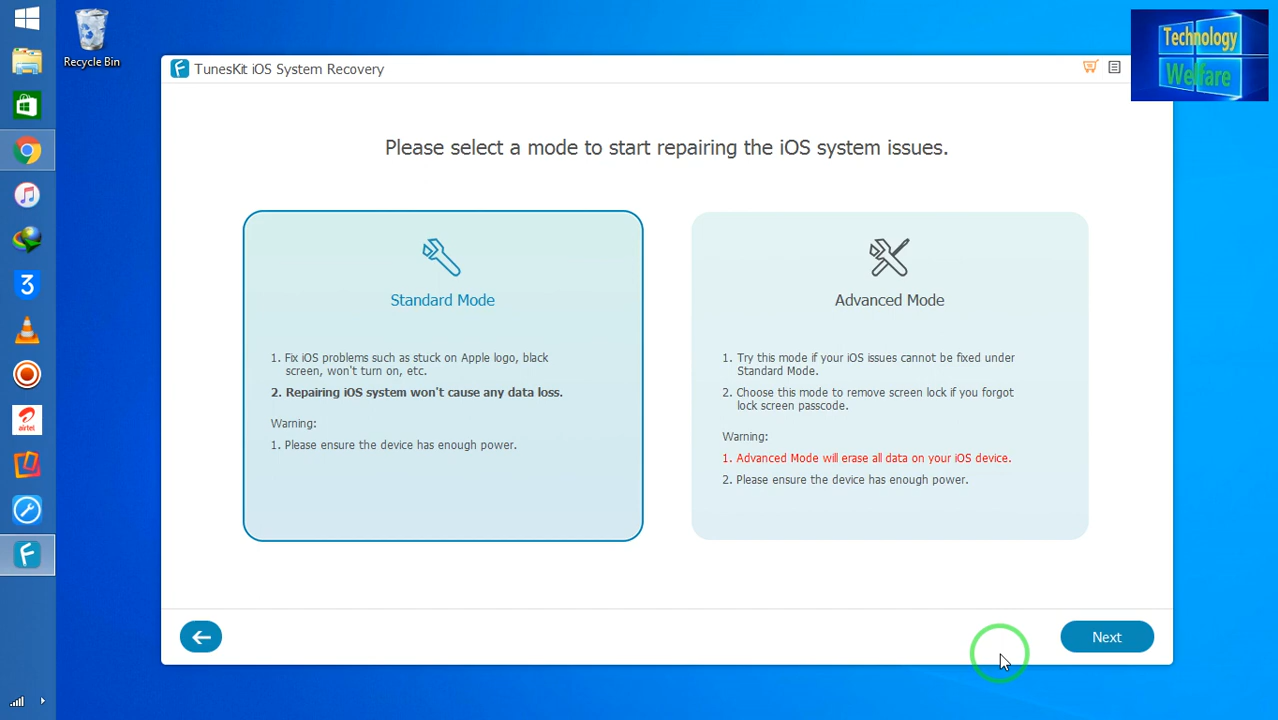 Recycle Bin
TunesKit iOS System Recovery
Technology
Welfare
Please select a mode to start repairing the iOS system issues.
Standard Mode
1. Fix iOS problems such as stuck on Apple logo, black
screen, won't turn on, etc.
2. Repairing iOS system won't cause any data loss.
Warning:
1. Please ensure the device has enough power.
Advanced Mode
1. Try this mode if your iOS issues cannot be fixed under
Standard Mode.
2. Choose this mode to remove screen lock if you forgot
lock screen passcode.
Warning:
1. Advanced Mode will erase all data on your iOS device.
2. Please ensure the device has enough power.
3
airtel
Next